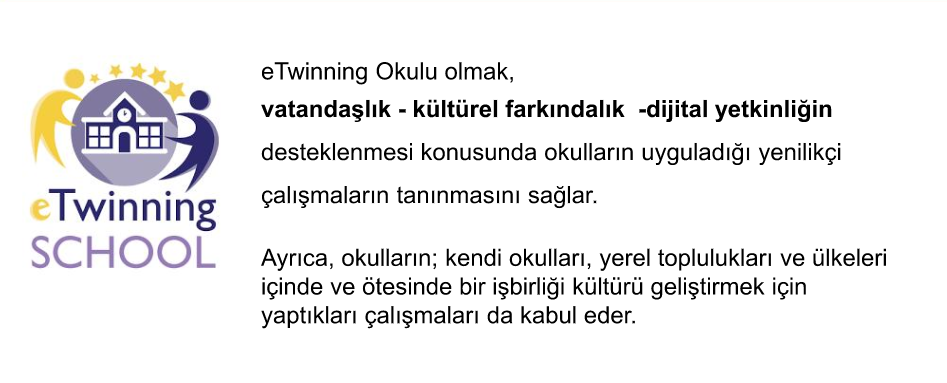 eTwinning
SCHOOL
eTwinning Okulu olmak,
vatandaşlık - kültürel farkındalık  -dijital yetkinliğin
desteklenmesi konusunda okulların uyguladığı yenilikçi
çalışmaların tanınmasını sağlar.
Ayrıca, okulların; kendi okulları, yerel toplulukları ve ülkeleri
içinde ve ötesinde bir işbirliği kültürü geliştirmek için
yaptıkları çalışmaları da kabul eder.